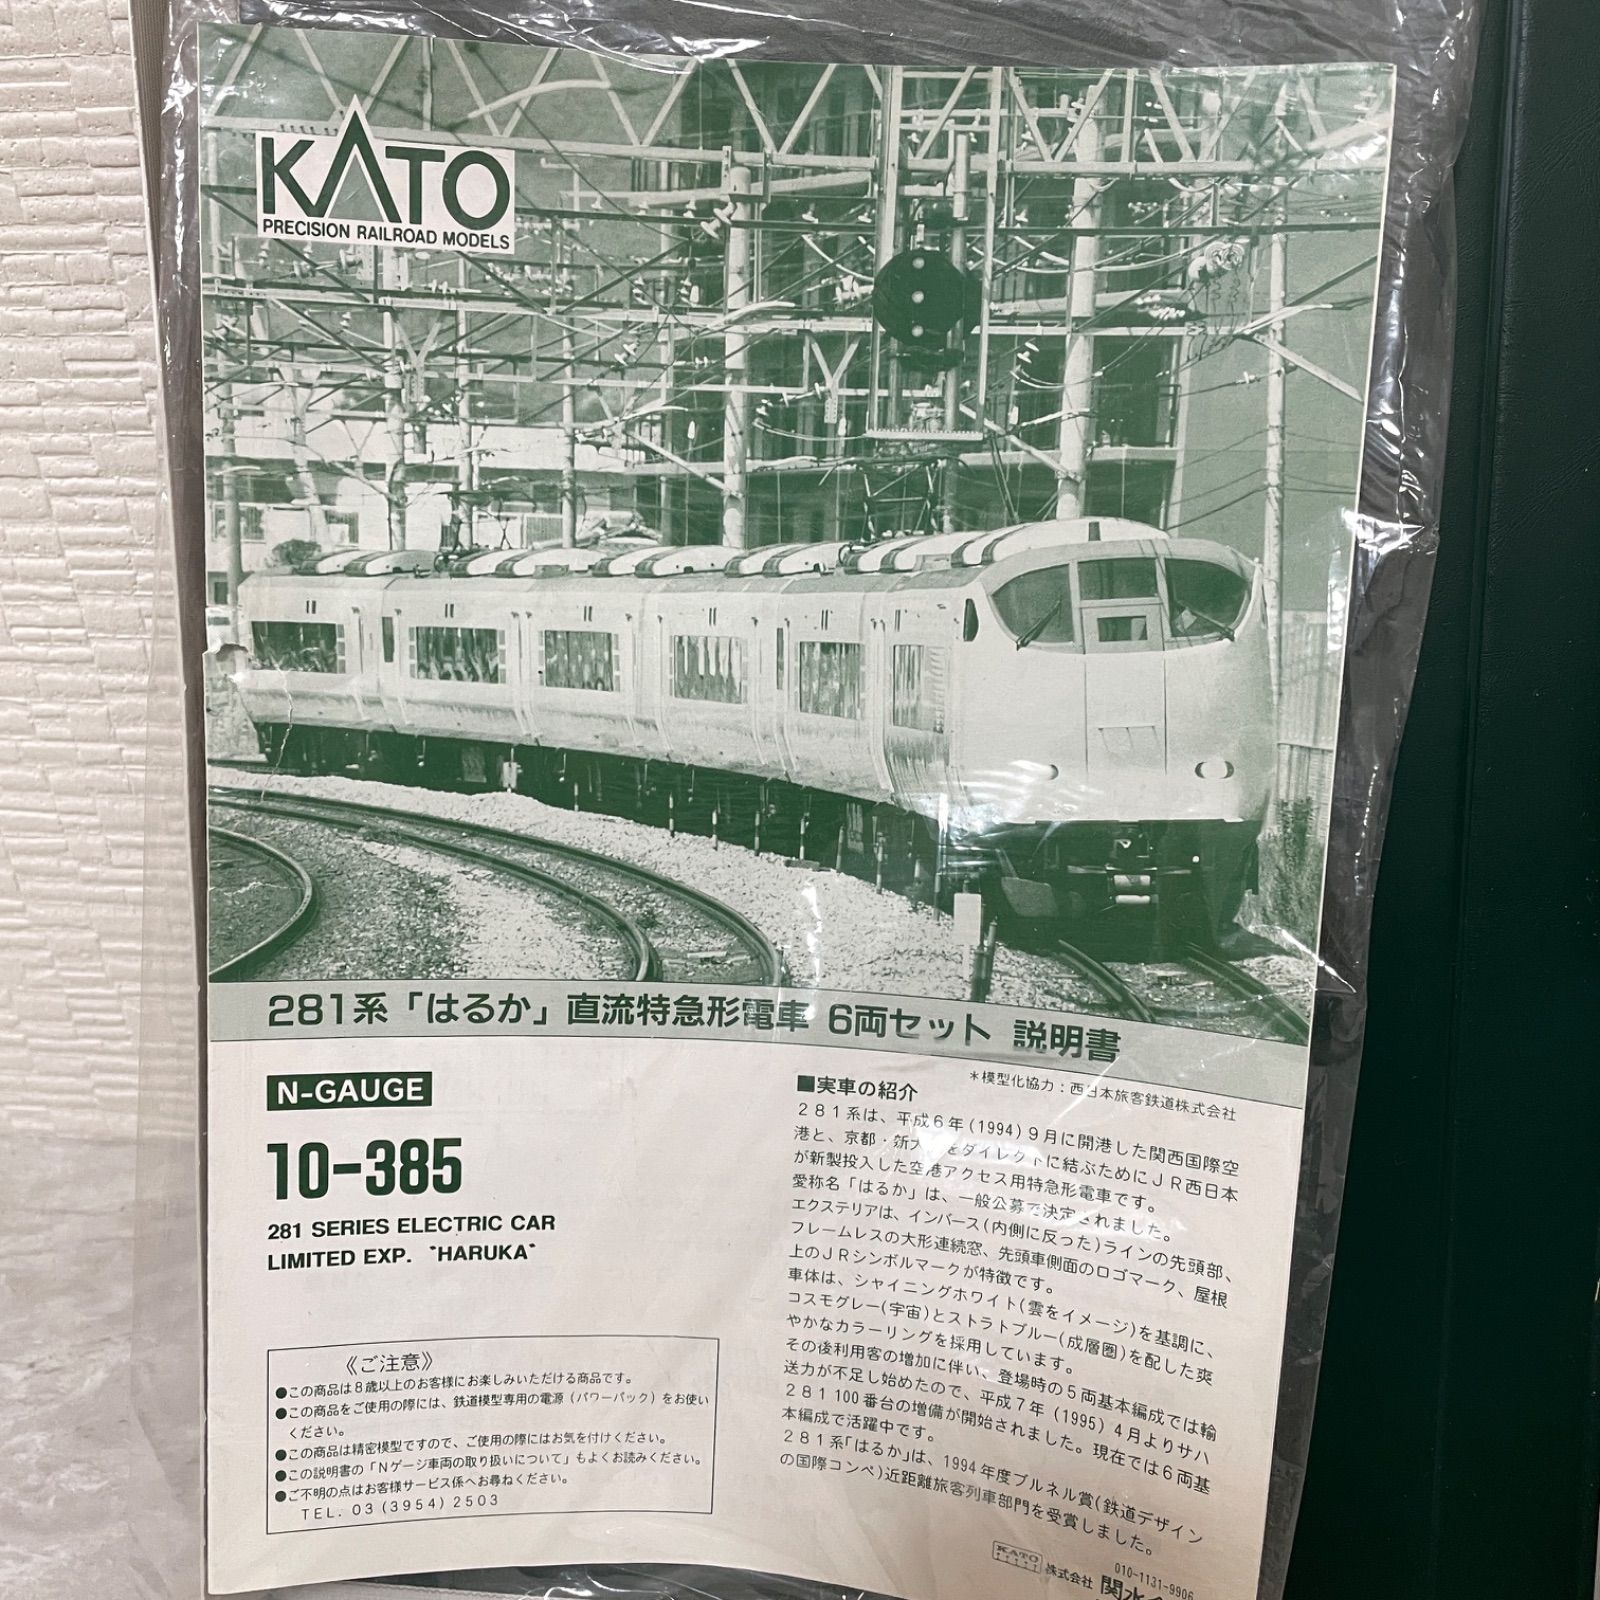 KATO
PRECISION RAILROAD MODELS
281系「はるか」直流特急形電車 6両セット 説明書
*模型化協力:西日本旅客鉄道株式会社
N-GAUGE
10-385
281 SERIES ELECTRIC CAR
LIMITED EXP. "HARUKA"
《ご注意》
●この商品は8歳以上のお客様にお楽しみいただける商品です。
●この商品をご使用の際には、鉄道模型専用の電源(パワーパック)をお使い
ください。
●この商品は精密模型ですので、ご使用の際にはお気を付けください。
●この説明書の「Nゲージ車両の取り扱いについて」もよくお読みください。
●ご不明の点はお客様サービス係へお尋ねください。
TEL. 03(3954)2503
■実車の紹介
281系は、平成6年(1994)9月に開港した関西国際空
港と、京都・新大 をダイレクトに結ぶためにJR西日本
が新製投入した空港アクセス用特急形電車です。
愛称名「はるか」は、一般公募で決定されました。
エクステリアは、インバース(内側に反った)ラインの先頭部、
フレームレスの大形連続窓、先頭車側面のロゴマーク、屋根
上のJRシンボルマークが特徴です。
車体は、シャイニングホワイト(雲をイメージ)を基調に、
コスモグレー(宇宙)とストラトブルー(成層圏)を配した爽
やかなカラーリングを採用しています。
その後利用客の増加に伴い、登場時の5両基本編成では輸
送力が不足し始めたので、平成7年(1995)4月よりサハ
281 100番台の増備が開始されました。現在では6両基
本編成で活躍中です。
281系「はるか」は、1994年度ブルネル賞(鉄道デザイン
の国際コンペ)近距離旅客列車部門を受賞しました。
KATO
株式会社 関水
010-1131-9906